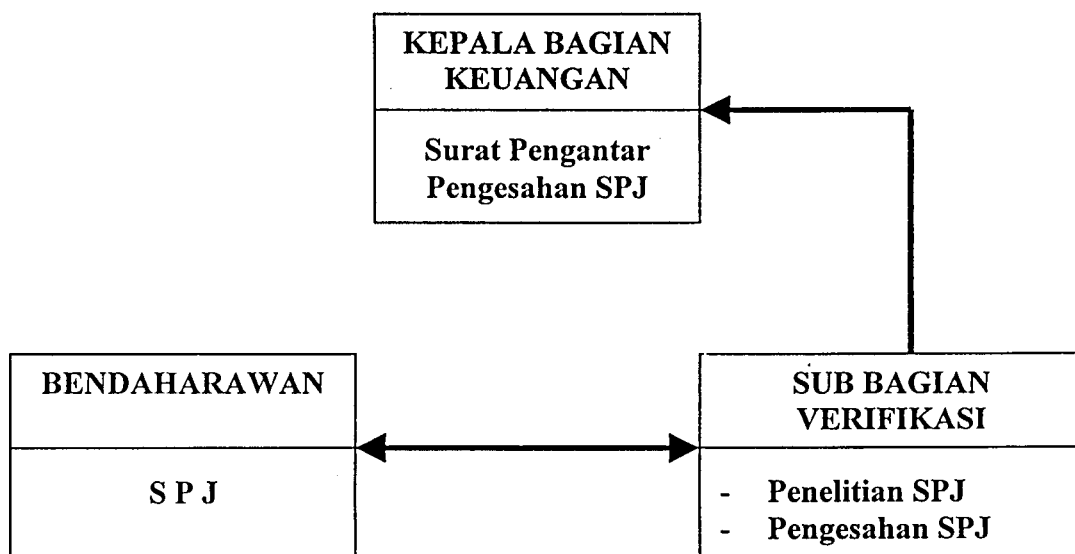 KEPALA BAGIAN
KEUANGAN
Surat Pengantar
Pengesahan SPJ
BENDAHARAWAN
S P J
SUB BAGIAN
VERIFIKASI
- Penelitian SPJ
- Pengesahan SPJ